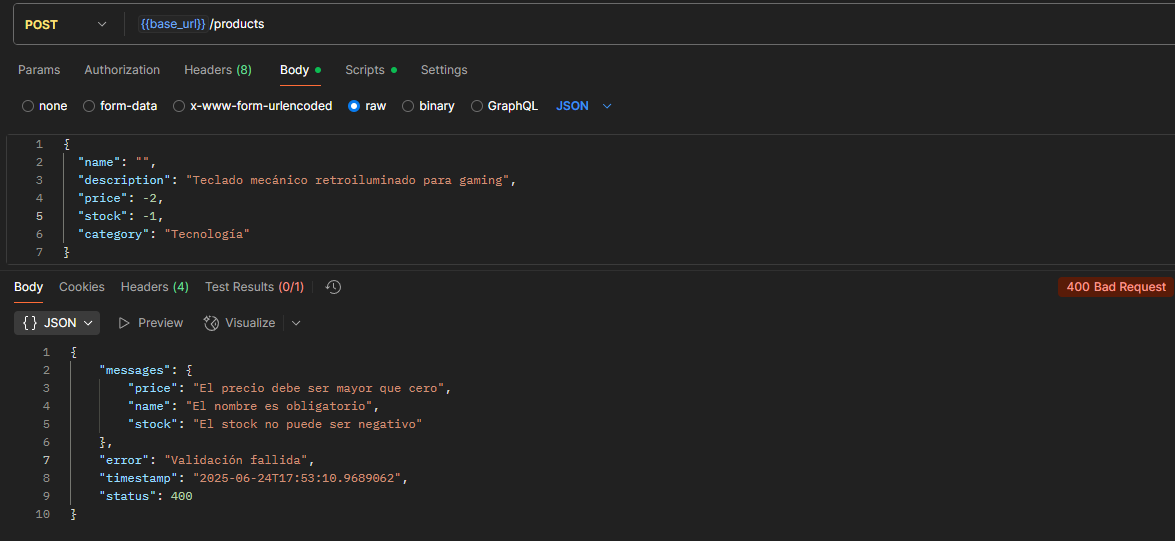 POST {{base_url}} /products
Params Authorization Headers (8) Body Scripts Settings
none form-data x-www-form-urlencoded raw binary GraphQL JSON
1 {
2 "name": "",
3 "description": "Teclado mecánico retroiluminado para gaming",
4 "price": -2,
5 "stock": -1,
6 "category": "Tecnología"
7 }
Body Cookies Headers (4) Test Results (0/1) 400 Bad Request
{} JSON Preview Visualize
1 {
2 "messages": {
3 "price": "El precio debe ser mayor que cero",
4 "name": "El nombre es obligatorio",
5 "stock": "El stock no puede ser negativo"
6 },
7 "error": "Validación fallida",
8 "timestamp": "2025-06-24T17:53:10.9689062",
9 "status": 400
10 }